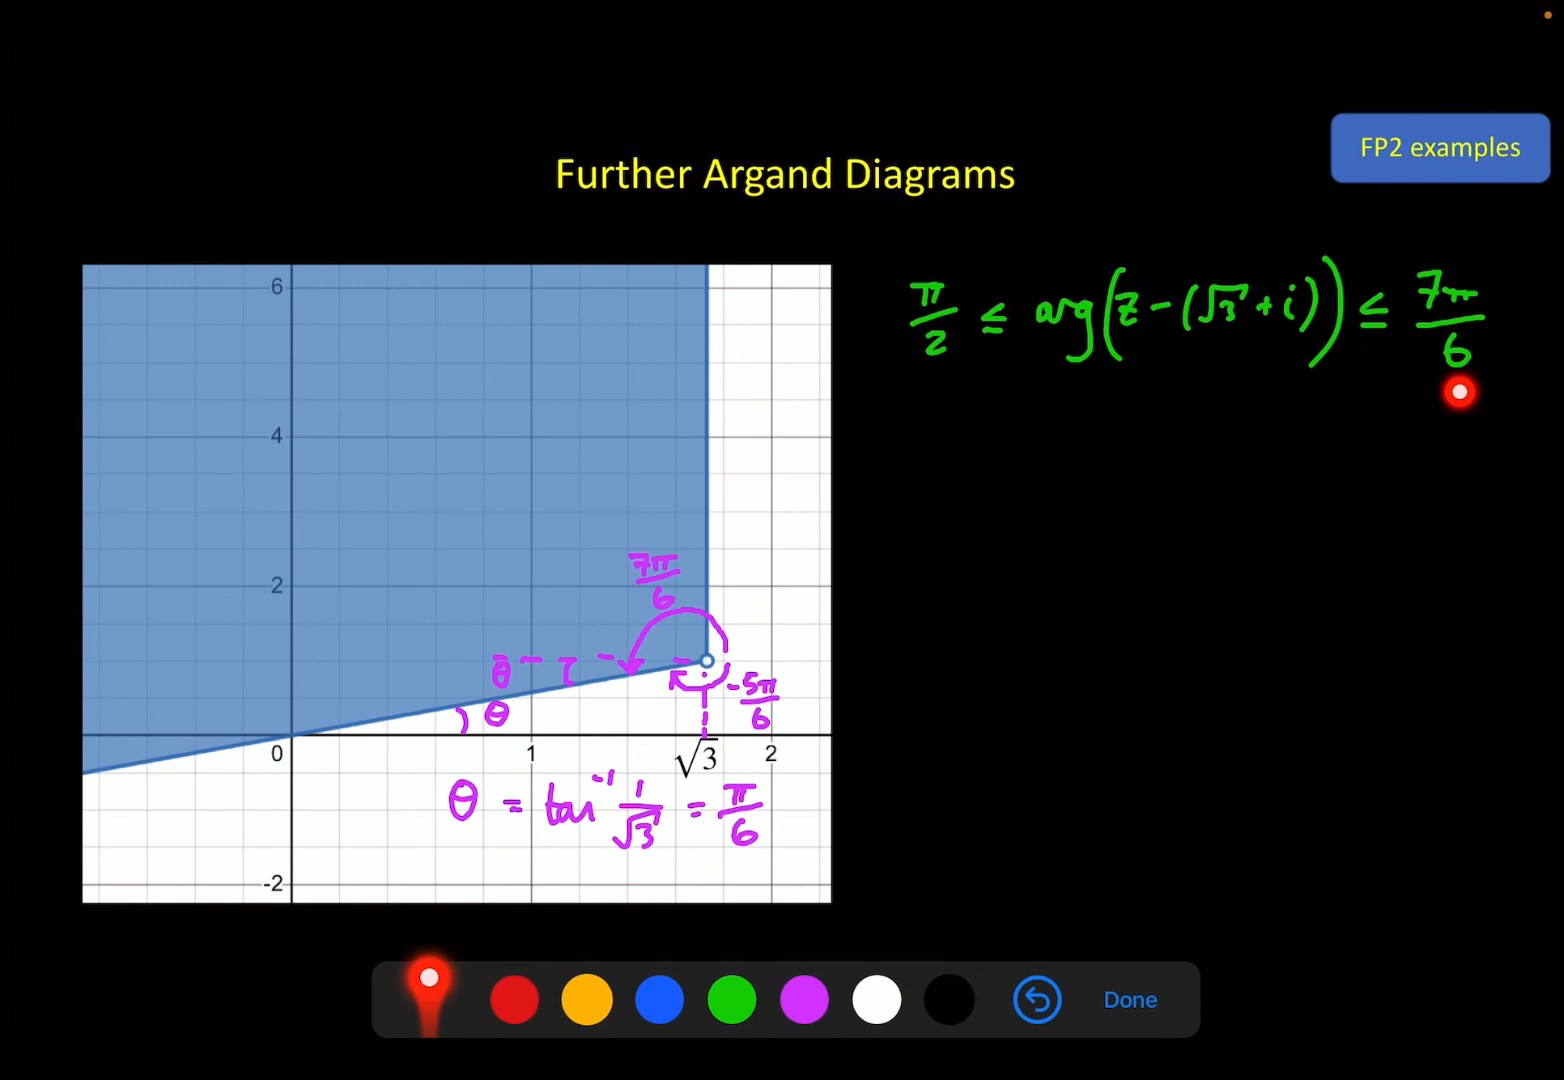 FP2 examples
Further Argand Diagrams
π/2 ≤ arg(z - (√3 + i)) ≤ 7π/6
6
4
2
7π/6
θ
-5π/6
θ
0
1
√3
2
θ = tan⁻¹ 1/√3 = π/6
-2
Done